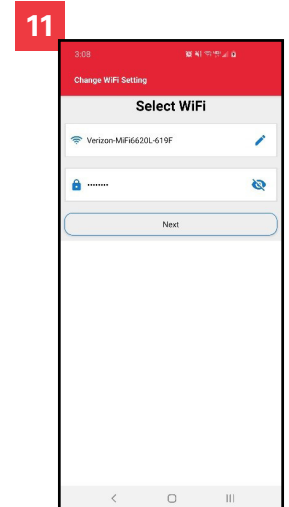 11
3:08
Change WiFi Setting
Select WiFi
Verizon-MiFi6620L-619F
········
Next